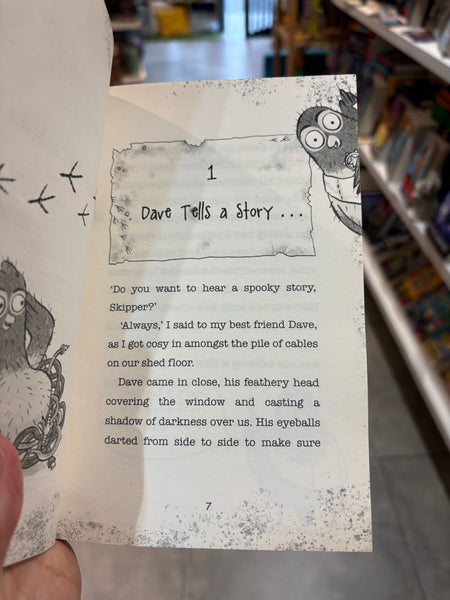 1
Dave Tells a Story ...
‘Do you want to hear a spooky story,
Skipper?’
‘Always,’ I said to my best friend Dave,
as I got cosy in amongst the pile of cables
on our shed floor.
Dave came in close, his feathery head
covering the window and casting a
shadow of darkness over us. His eyeballs
darted from side to side to make sure
7